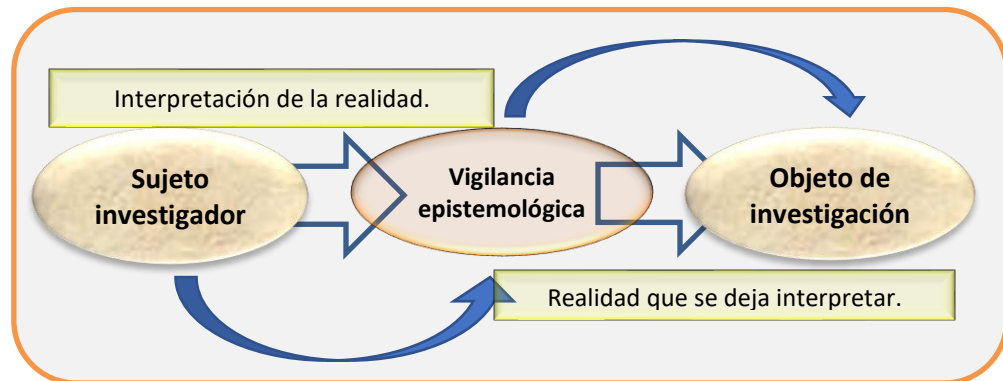 Interpretación de la realidad.
Sujeto
investigador
Vigilancia
epistemológica
Objeto de
investigación
Realidad que se deja interpretar.